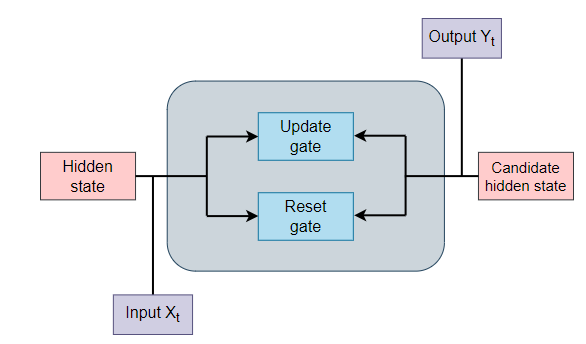 Output Yt
Update
gate
Hidden
state
Candidate
hidden state
Reset
gate
Input Xt